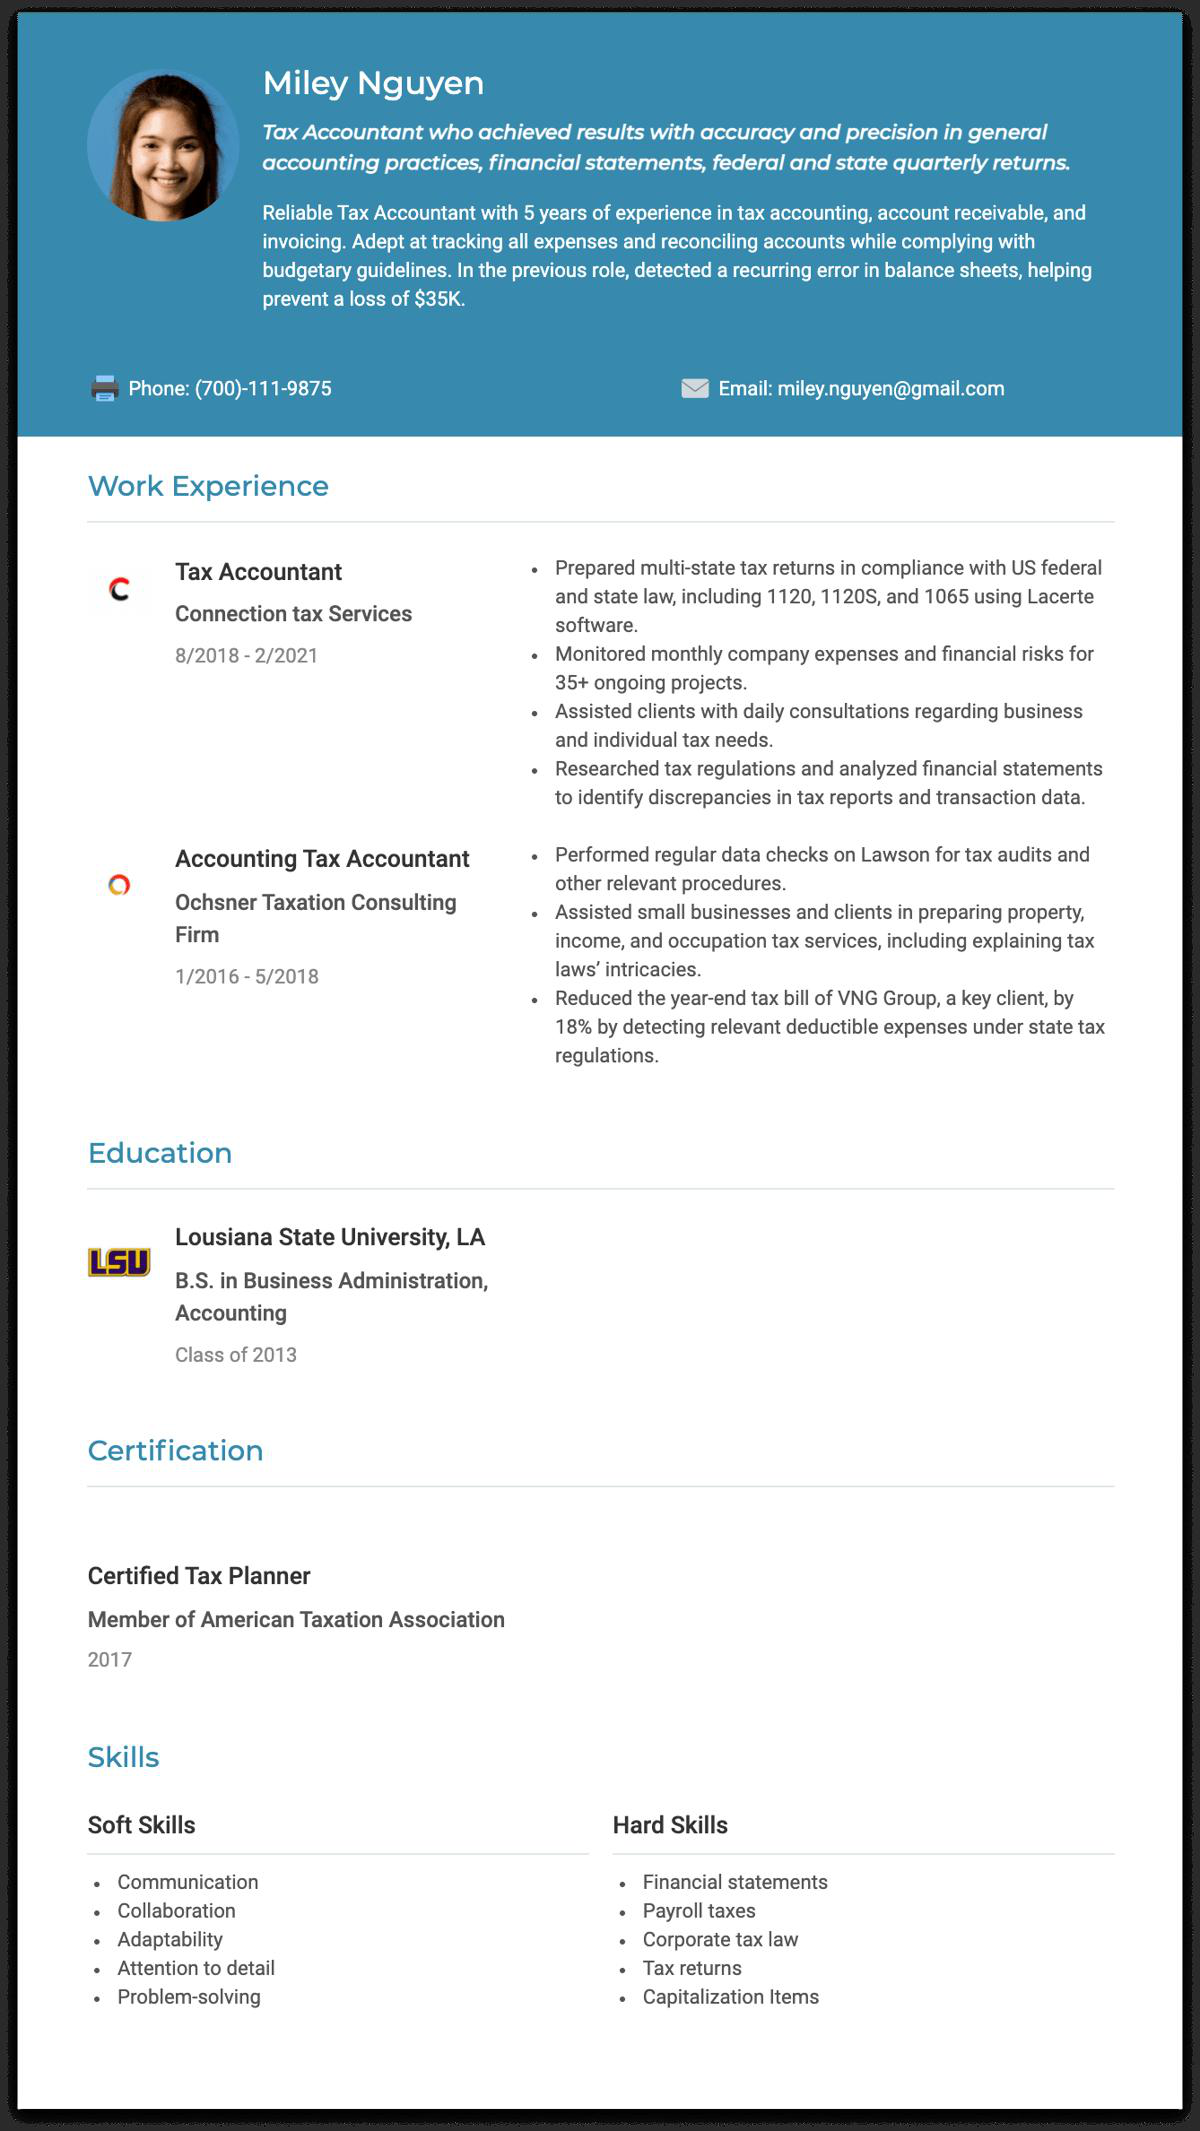 Miley Nguyen
Tax Accountant who achieved results with accuracy and precision in general
accounting practices, financial statements, federal and state quarterly returns.
Reliable Tax Accountant with 5 years of experience in tax accounting, account receivable, and
invoicing. Adept at tracking all expenses and reconciling accounts while complying with
budgetary guidelines. In the previous role, detected a recurring error in balance sheets, helping
prevent a loss of $35K.
Phone: (700)-111-9875
Email: miley.nguyen@gmail.com
Work Experience
Tax Accountant
Connection tax Services
8/2018 - 2/2021
• Prepared multi-state tax returns in compliance with US federal
and state law, including 1120, 1120S, and 1065 using Lacerte
software.
• Monitored monthly company expenses and financial risks for
35+ ongoing projects.
• Assisted clients with daily consultations regarding business
and individual tax needs.
• Researched tax regulations and analyzed financial statements
to identify discrepancies in tax reports and transaction data.
Accounting Tax Accountant
Ochsner Taxation Consulting
Firm
1/2016 - 5/2018
• Performed regular data checks on Lawson for tax audits and
other relevant procedures.
• Assisted small businesses and clients in preparing property,
income, and occupation tax services, including explaining tax
laws’ intricacies.
• Reduced the year-end tax bill of VNG Group, a key client, by
18% by detecting relevant deductible expenses under state tax
regulations.
Education
LSU
Lousiana State University, LA
B.S. in Business Administration,
Accounting
Class of 2013
Certification
Certified Tax Planner
Member of American Taxation Association
2017
Skills
Soft Skills
• Communication
• Collaboration
• Adaptability
• Attention to detail
• Problem-solving
Hard Skills
• Financial statements
• Payroll taxes
• Corporate tax law
• Tax returns
• Capitalization Items